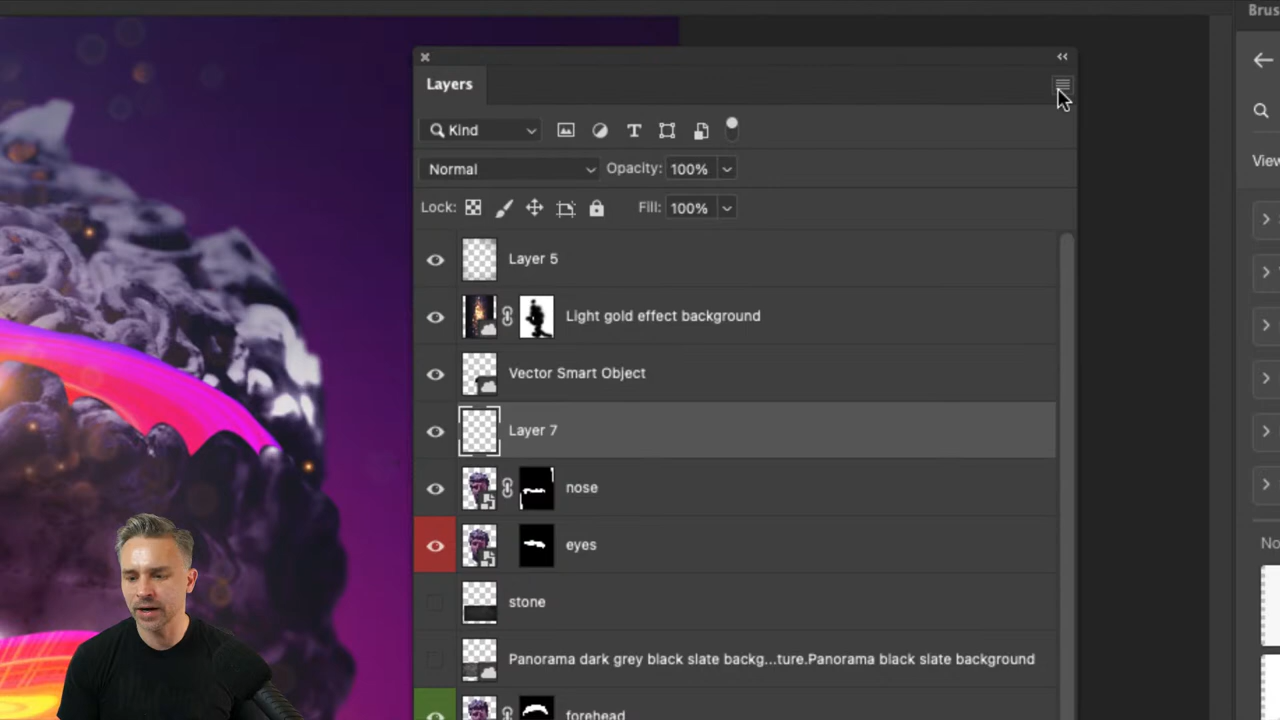 Brus
Layers
Kind
T
Normal
Opacity: 100%
View
Lock:
Fill: 100%
Layer 5
Light gold effect background
Vector Smart Object
Layer 7
nose
No
eyes
stone
Panorama dark grey black slate backg...ture.Panorama black slate background
forehead